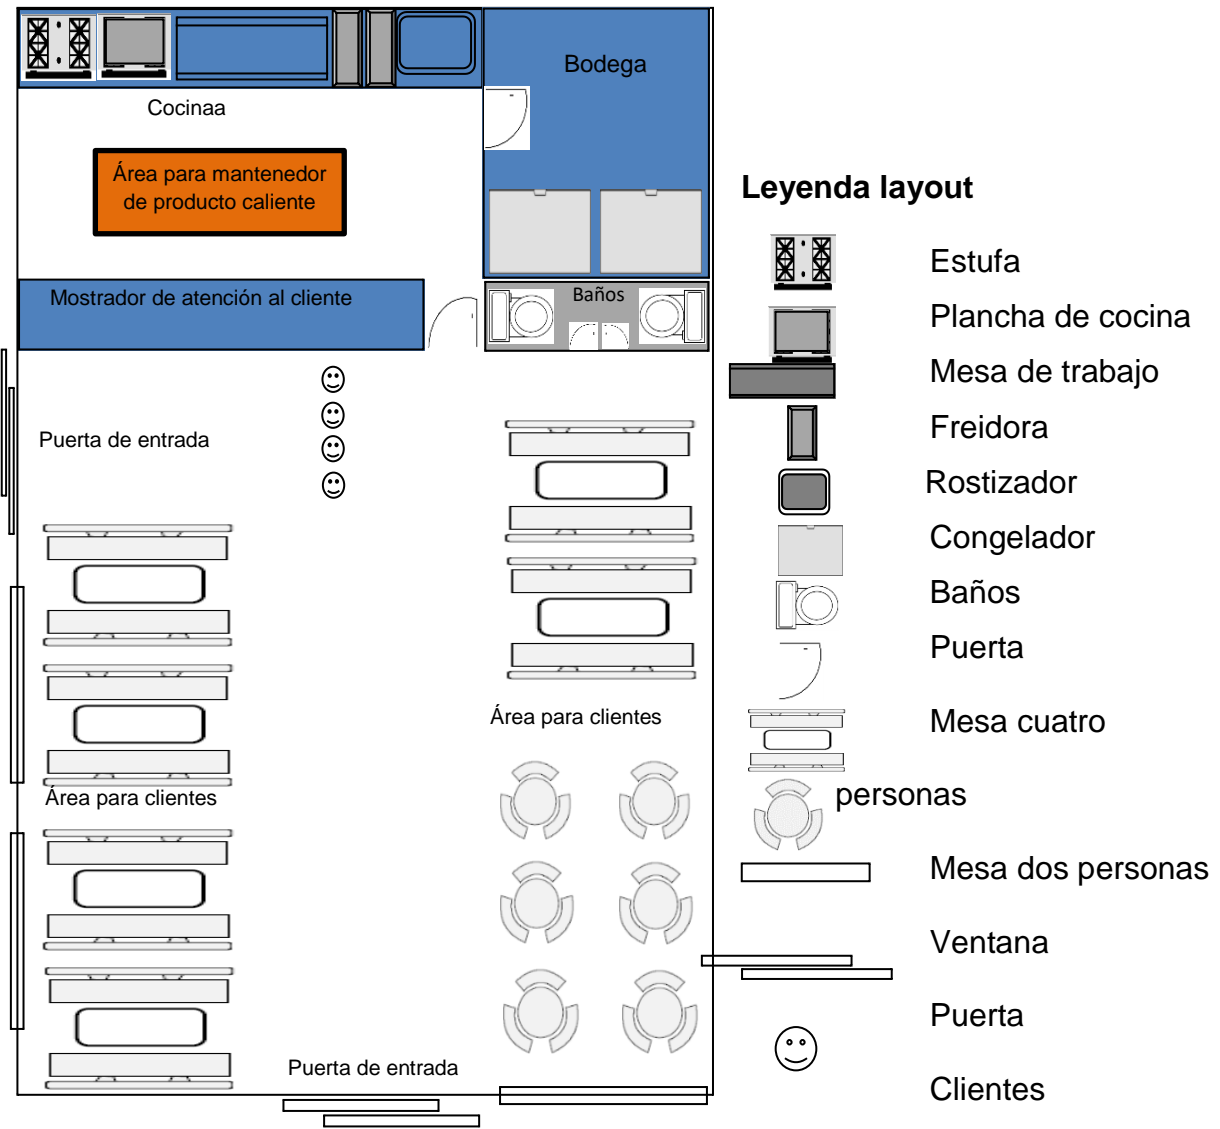 Bodega
Cocinaa
Área para mantenedor
de producto caliente
Mostrador de atención al cliente
Baños
Puerta de entrada
Área para clientes
Área para clientes
Puerta de entrada
Leyenda layout
Estufa
Plancha de cocina
Mesa de trabajo
Freidora
Rostizador
Congelador
Baños
Puerta
Mesa cuatro
personas
Mesa dos personas
Ventana
Puerta
Clientes